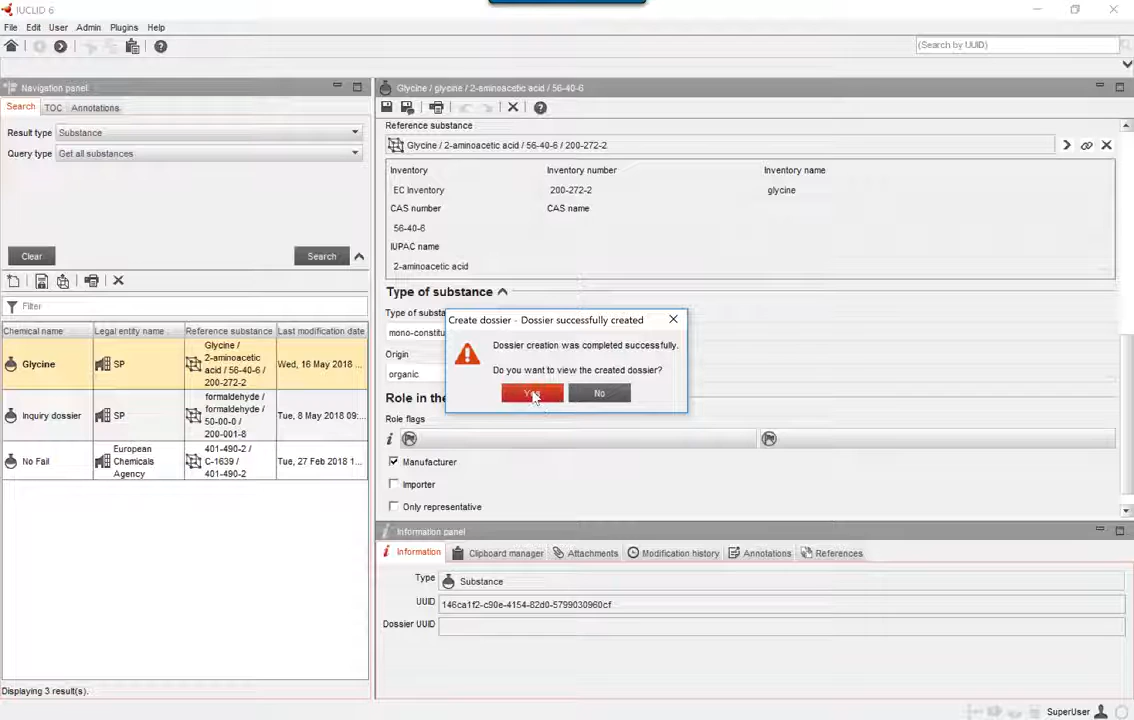 IUCLID 6
File Edit User Admin Plugins Help
(Search by UUID)
Navigation panel
Search TOC Annotations
Result type Substance
Query type Get all substances
Clear Search
Filter
Chemical name Legal entity name Reference substance Last modification date
Glycine SP Glycine / 2-aminoacetic acid / 56-40-6 / 200-272-2 Wed, 16 May 2018 ...
Inquiry dossier SP formaldehyde / formaldehyde / 50-00-0 / 200-001-8 Tue, 8 May 2018 09:...
No Fail European Chemicals Agency 401-490-2 / C-1639 / 401-490-2 Tue, 27 Feb 2018 1...
Displaying 3 result(s).
Glycine / glycine / 2-aminoacetic acid / 56-40-6
Reference substance
Glycine / 2-aminoacetic acid / 56-40-6 / 200-272-2
Inventory Inventory number Inventory name
EC Inventory 200-272-2 glycine
CAS number CAS name
56-40-6
IUPAC name
2-aminoacetic acid
Type of substance
Type of substa
mono-constitu
Origin
organic
Role in the
Role flags
Manufacturer
Importer
Only representative
Create dossier - Dossier successfully created
Dossier creation was completed successfully.
Do you want to view the created dossier?
Yes No
Information panel
Information Clipboard manager Attachments Modification history Annotations References
Type Substance
UUID 146ca1f2-c90e-4154-82d0-5799030960cf
Dossier UUID
SuperUser